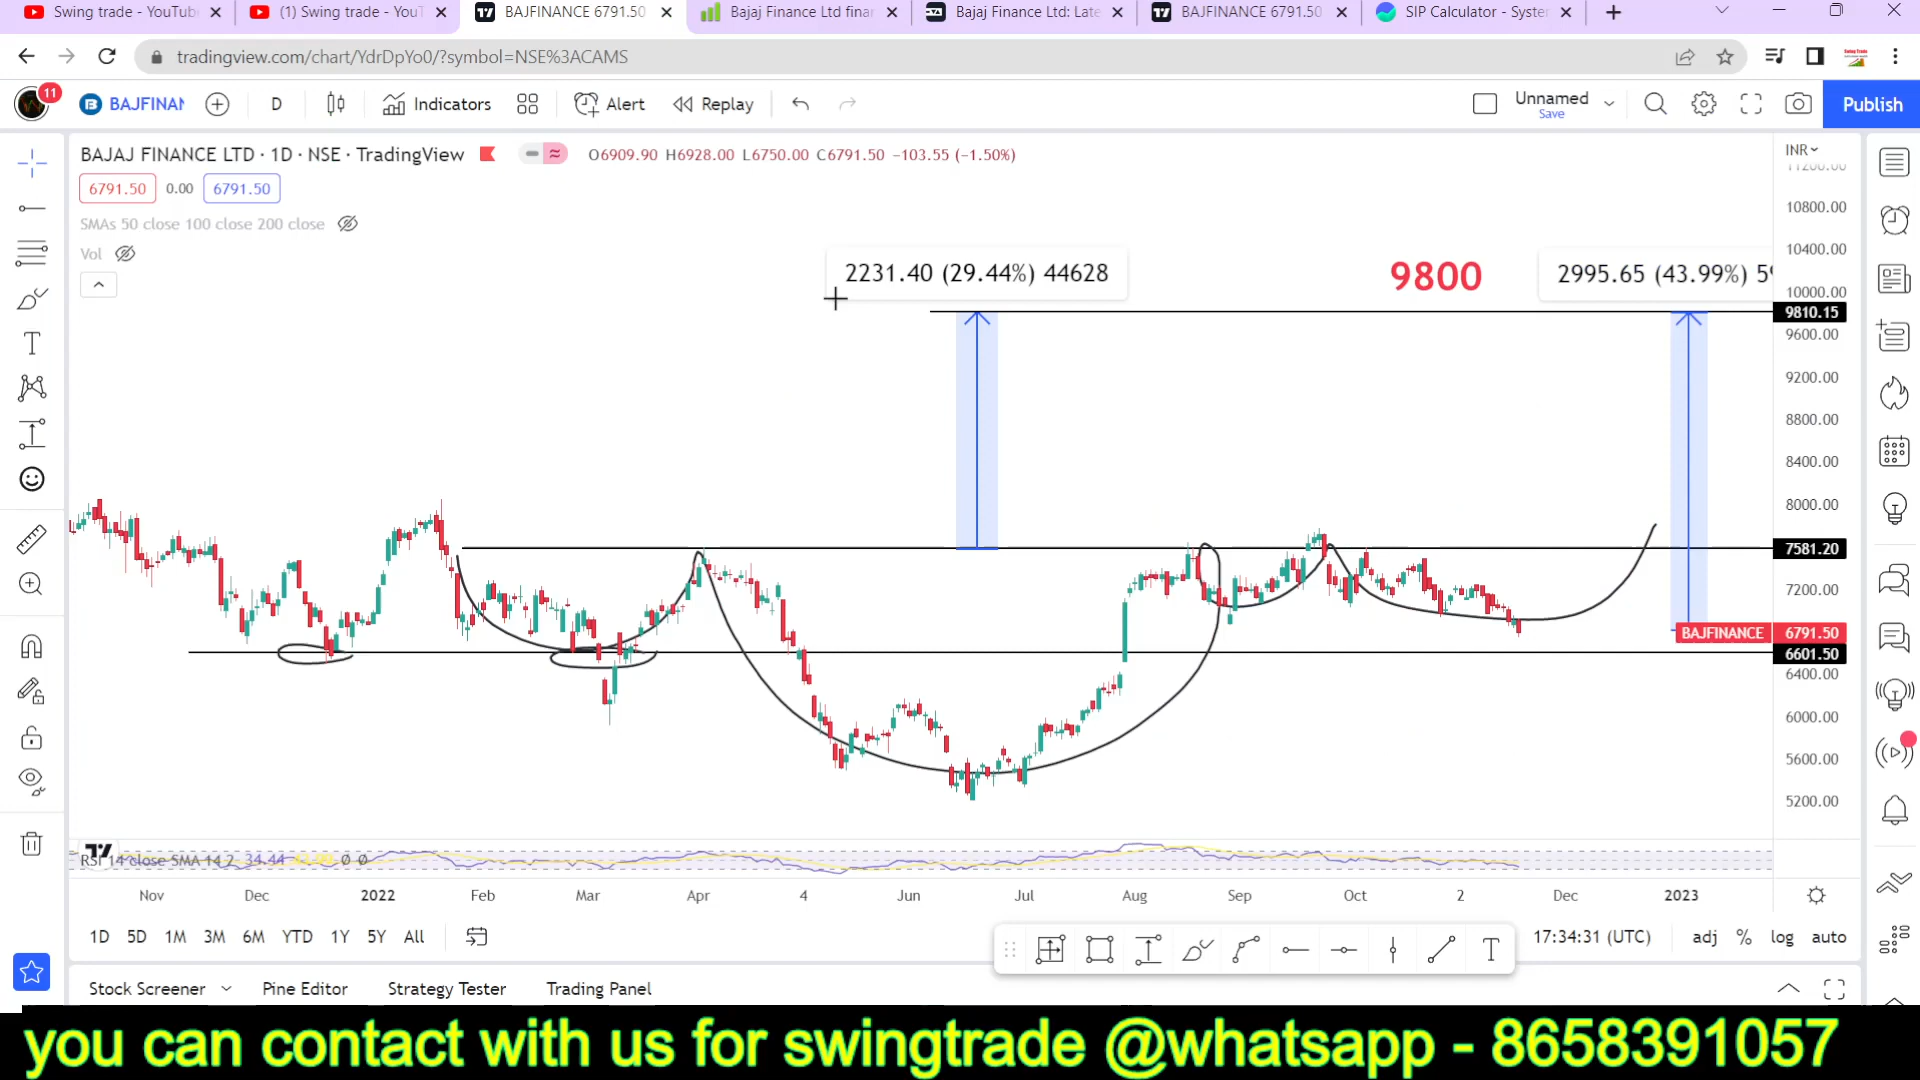 Swing trade - YouTub
(1) Swing trade - YouT
BAJFINANCE 6791.50
Bajaj Finance Ltd finar
Bajaj Finance Ltd: Late
BAJFINANCE 6791.50
SIP Calculator - Syste
tradingview.com/chart/YdrDpYo0/?symbol=NSE%3ACAMS
11
BAJFINAN
D
Indicators
Alert
Replay
Unnamed
Save
Publish
BAJAJ FINANCE LTD · 1D · NSE · TradingView
O6909.90 H6928.00 L6750.00 C6791.50 −103.55 (−1.50%)
INR
11200.00
6791.50
0.00
6791.50
10800.00
SMAs 50 close 100 close 200 close
Vol
10400.00
2231.40 (29.44%) 44628
9800
2995.65 (43.99%) 59
10000.00
9810.15
9600.00
9200.00
8800.00
8400.00
8000.00
7581.20
7200.00
BAJFINANCE
6791.50
6601.50
6400.00
6000.00
5600.00
5200.00
RSI 14 close SMA 14 2 34.44
Ø Ø
Nov
Dec
2022
Feb
Mar
Apr
4
Jun
Jul
Aug
Sep
Oct
2
Dec
2023
1D
5D
1M
3M
6M
YTD
1Y
5Y
All
17:34:31 (UTC)
adj
%
log
auto
Stock Screener
Pine Editor
Strategy Tester
Trading Panel
you can contact with us for swingtrade @whatsapp - 8658391057